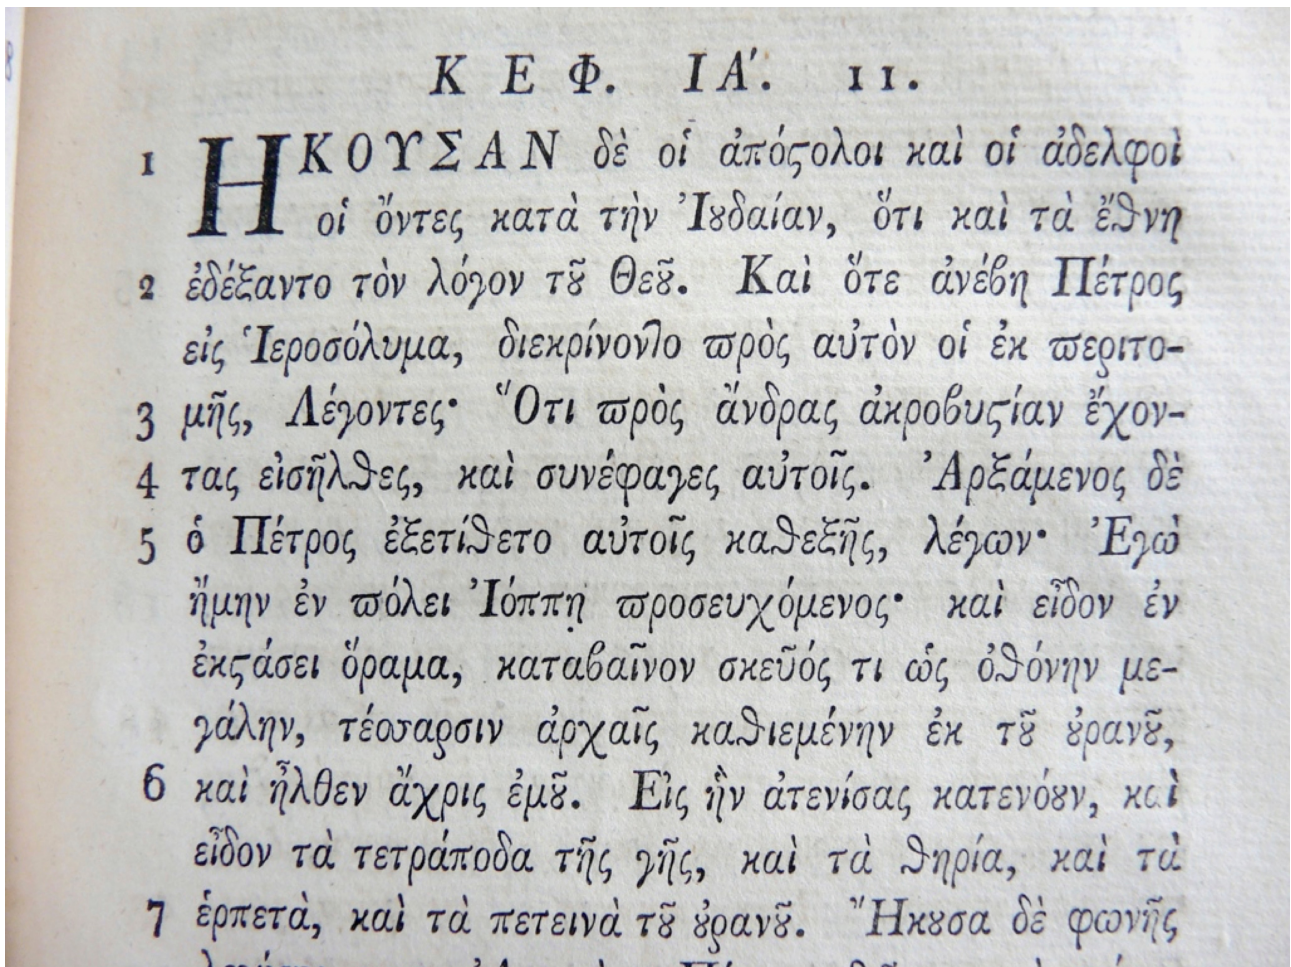 ΚΕΦ. ΙΑ΄. 11.
1 ΗΚΟΥΣΑΝ δὲ οἱ ἀπόϛολοι καὶ οἱ ἀδελφοὶ
οἱ ὄντες κατὰ τὴν Ἰȣδαίαν, ὅτι καὶ τὰ ἔθνη
2 ἐδέξαντο τὸν λόγον τȣ͂ Θεȣ͂. Καὶ ὅτε ἀνέβη Πέτρος
εἰς Ἱεροσόλυμα, διεκρίνοντο ϖρὸς αὐτὸν οἱ ἐκ ϖεριτο-
3 μῆς, Λέγοντες· Ὅτι ϖρὸς ἄνδρας ἀκροβυϛίαν ἔχον-
4 τας εἰσῆλθες, καὶ συνέφαγες αὐτοῖς. Ἀρξάμενος δὲ
5 ὁ Πέτρος ἐξετίθετο αὐτοῖς καθεξῆς, λέγων· Ἐγὼ
ἤμην ἐν ϖόλει Ἰόππῃ ϖροσευχόμενος· καὶ εἶδον ἐν
ἐκϛάσει ὅραμα, καταβαῖνον σκεῦός τι ὡς ὀθόνην με-
γάλην, τέσσαρσιν ἀρχαῖς καθιεμένην ἐκ τȣ͂ ȣ̓ρανȣ͂,
6 καὶ ἦλθεν ἄχρις ἐμȣ͂. Εἰς ἣν ἀτενίσας κατενόȣν, καὶ
εἶδον τὰ τετράποδα τῆς γῆς, καὶ τὰ θηρία, καὶ τὰ
7 ἑρπετὰ, καὶ τὰ πετεινὰ τȣ͂ ȣ̓ρανȣ͂. Ἤκȣσα δὲ φωνῆς